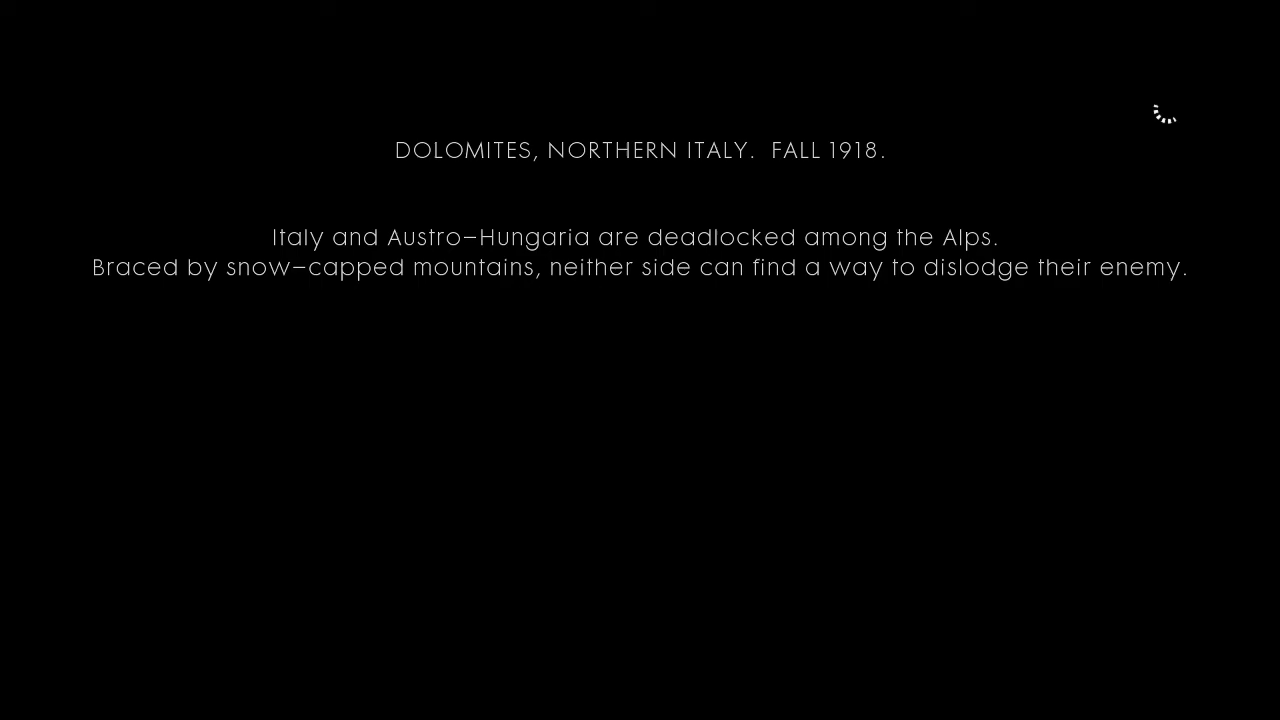 DOLOMITES, NORTHERN ITALY.  FALL 1918.
Italy and Austro-Hungaria are deadlocked among the Alps.
Braced by snow-capped mountains, neither side can find a way to dislodge their enemy.